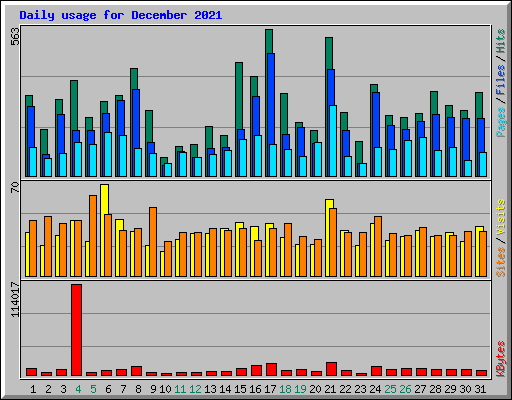 Daily usage for December 2021
563
Pages / Files / Hits
70
Sites / Visits
114017
KBytes
1 2 3 4 5 6 7 8 9 10 11 12 13 14 15 16 17 18 19 20 21 22 23 24 25 26 27 28 29 30 31